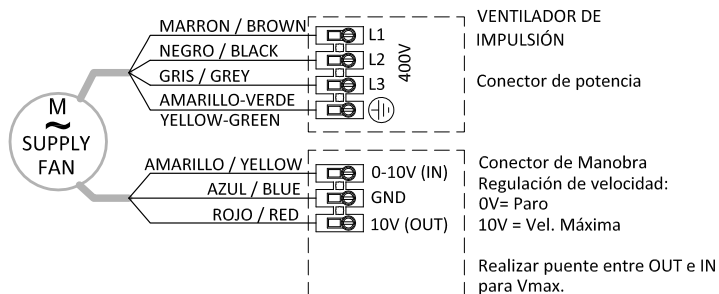 MARRON / BROWN
NEGRO / BLACK
GRIS / GREY
AMARILLO-VERDE
YELLOW-GREEN
L1
L2
L3
400V
VENTILADOR DE
IMPULSIÓN
Conector de potencia
M
~
SUPPLY
FAN
AMARILLO / YELLOW
AZUL / BLUE
ROJO / RED
0-10V (IN)
GND
10V (OUT)
Conector de Manobra
Regulación de velocidad:
0V= Paro
10V = Vel. Máxima
Realizar puente entre OUT e IN
para Vmax.